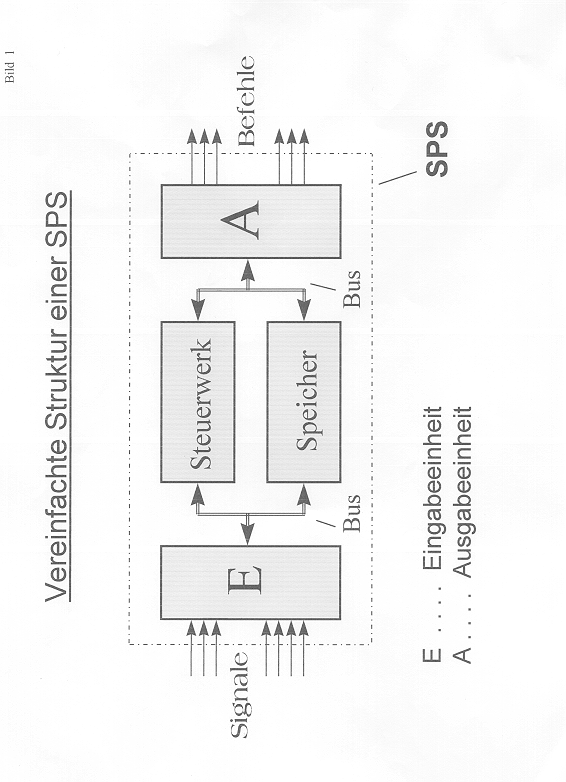 Bild 1
Vereinfachte Struktur einer SPS
Signale
E
Bus
Steuerwerk
Speicher
Bus
A
Befehle
SPS
E . . . . Eingabeeinheit
A . . . . Ausgabeeinheit